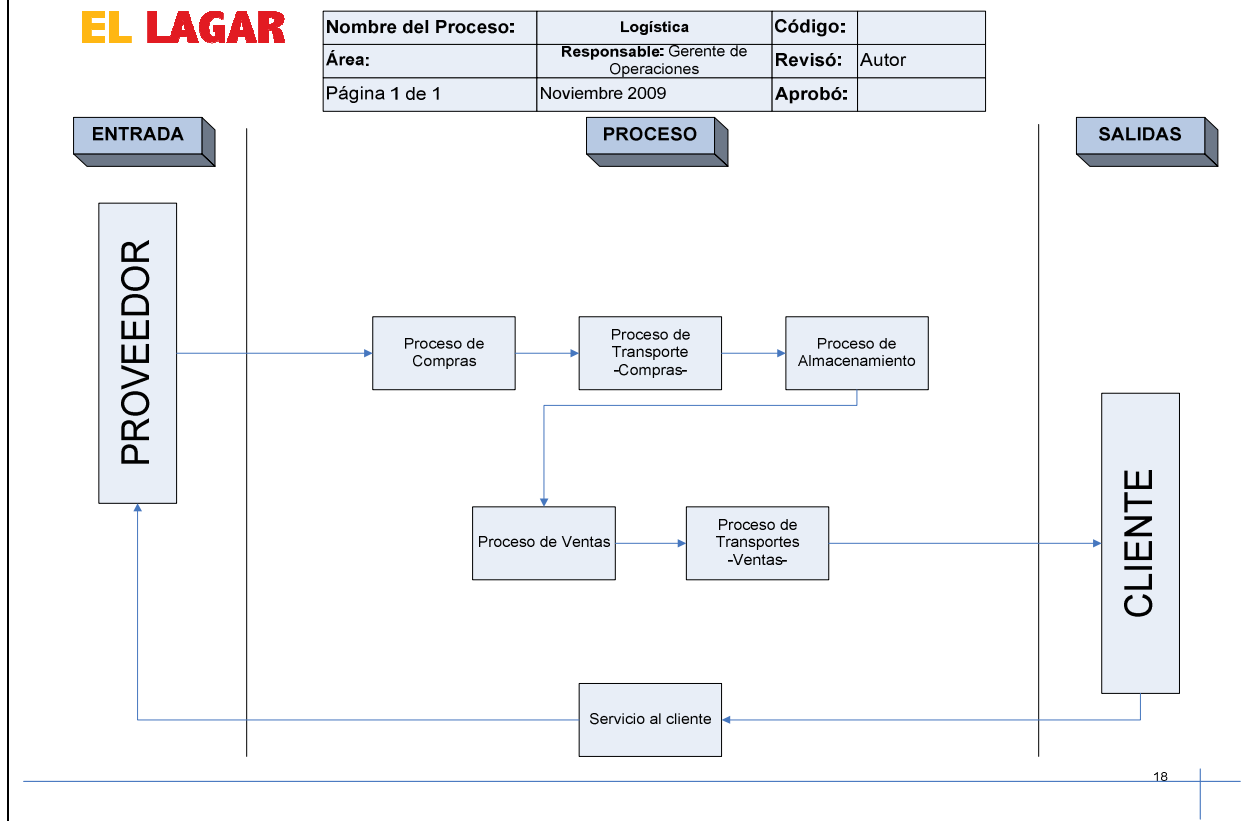 EL LAGAR
Nombre del Proceso: Logística Código:
Área: Responsable: Gerente de Operaciones Revisó: Autor
Página 1 de 1 Noviembre 2009 Aprobó:
ENTRADA PROCESO SALIDAS
PROVEEDOR
Proceso de
Compras
Proceso de
Transporte
-Compras-
Proceso de
Almacenamiento
Proceso de Ventas
Proceso de
Transportes
-Ventas-
CLIENTE
Servicio al cliente
18